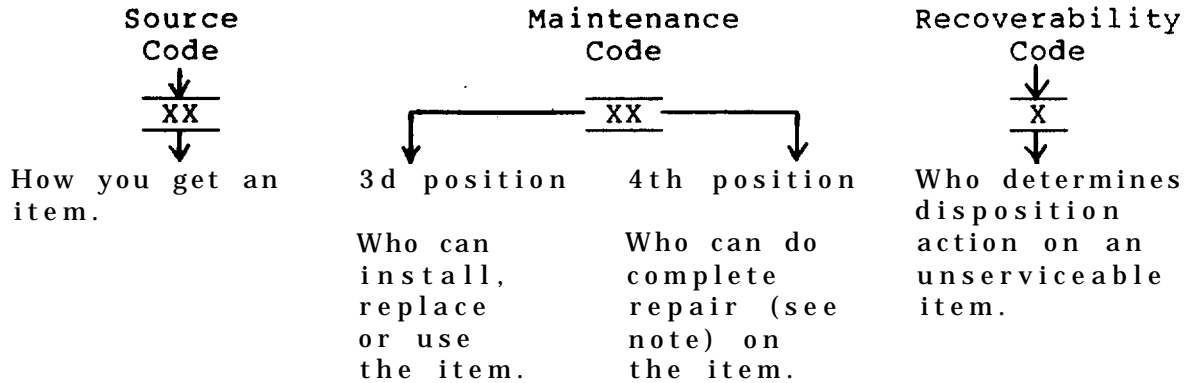 Source
Code
XX
How you get an
item.
Maintenance
Code
XX
3d position
Who can
install,
replace
or use
the item.
4th position
Who can do
complete
repair (see
note) on
the item.
Recoverability
Code
X
Who determines
disposition
action on an
unserviceable
item.